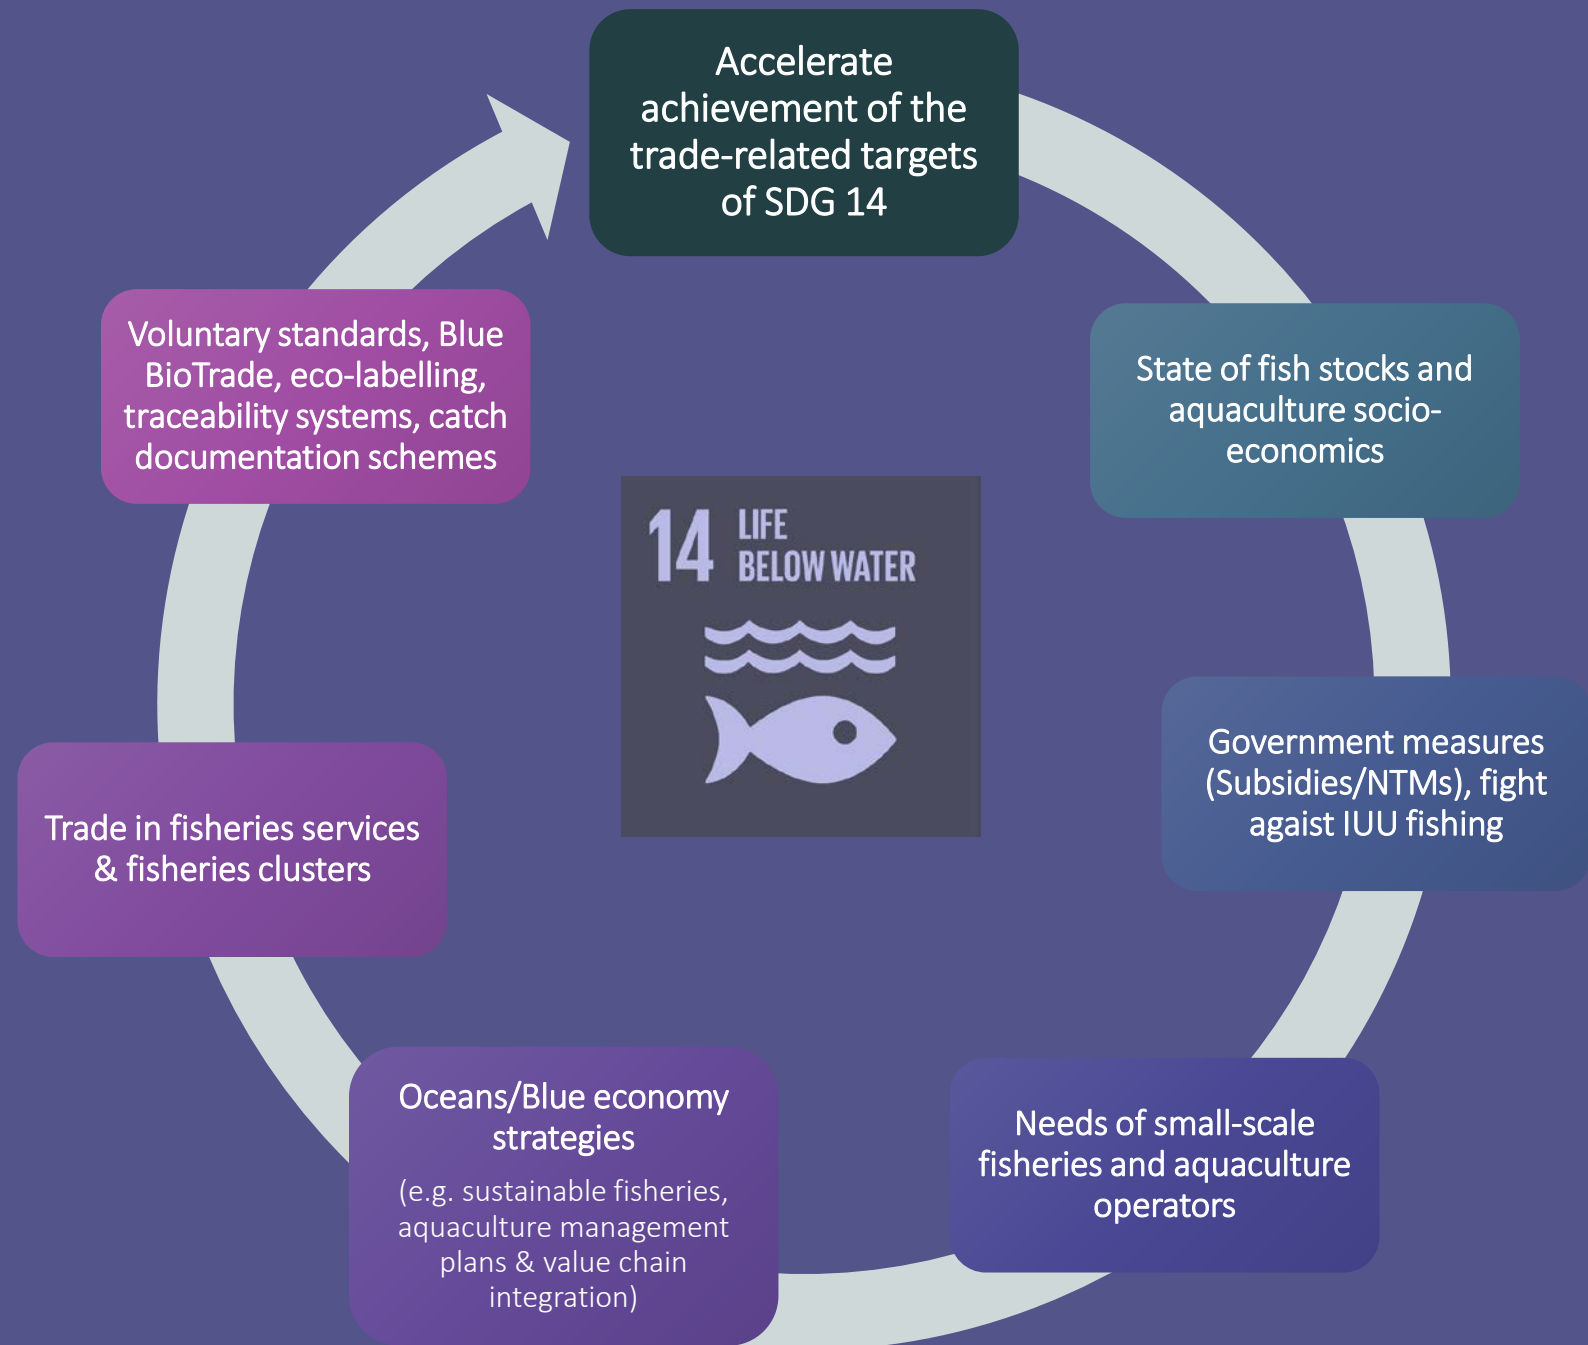 Accelerate
achievement of the
trade-related targets
of SDG 14
State of fish stocks and
aquaculture socio-
economics
Government measures
(Subsidies/NTMs), fight
agaist IUU fishing
Needs of small-scale
fisheries and aquaculture
operators
Oceans/Blue economy
strategies
(e.g. sustainable fisheries,
aquaculture management
plans & value chain
integration)
Trade in fisheries services
& fisheries clusters
Voluntary standards, Blue
BioTrade, eco-labelling,
traceability systems, catch
documentation schemes
14 LIFE
BELOW WATER